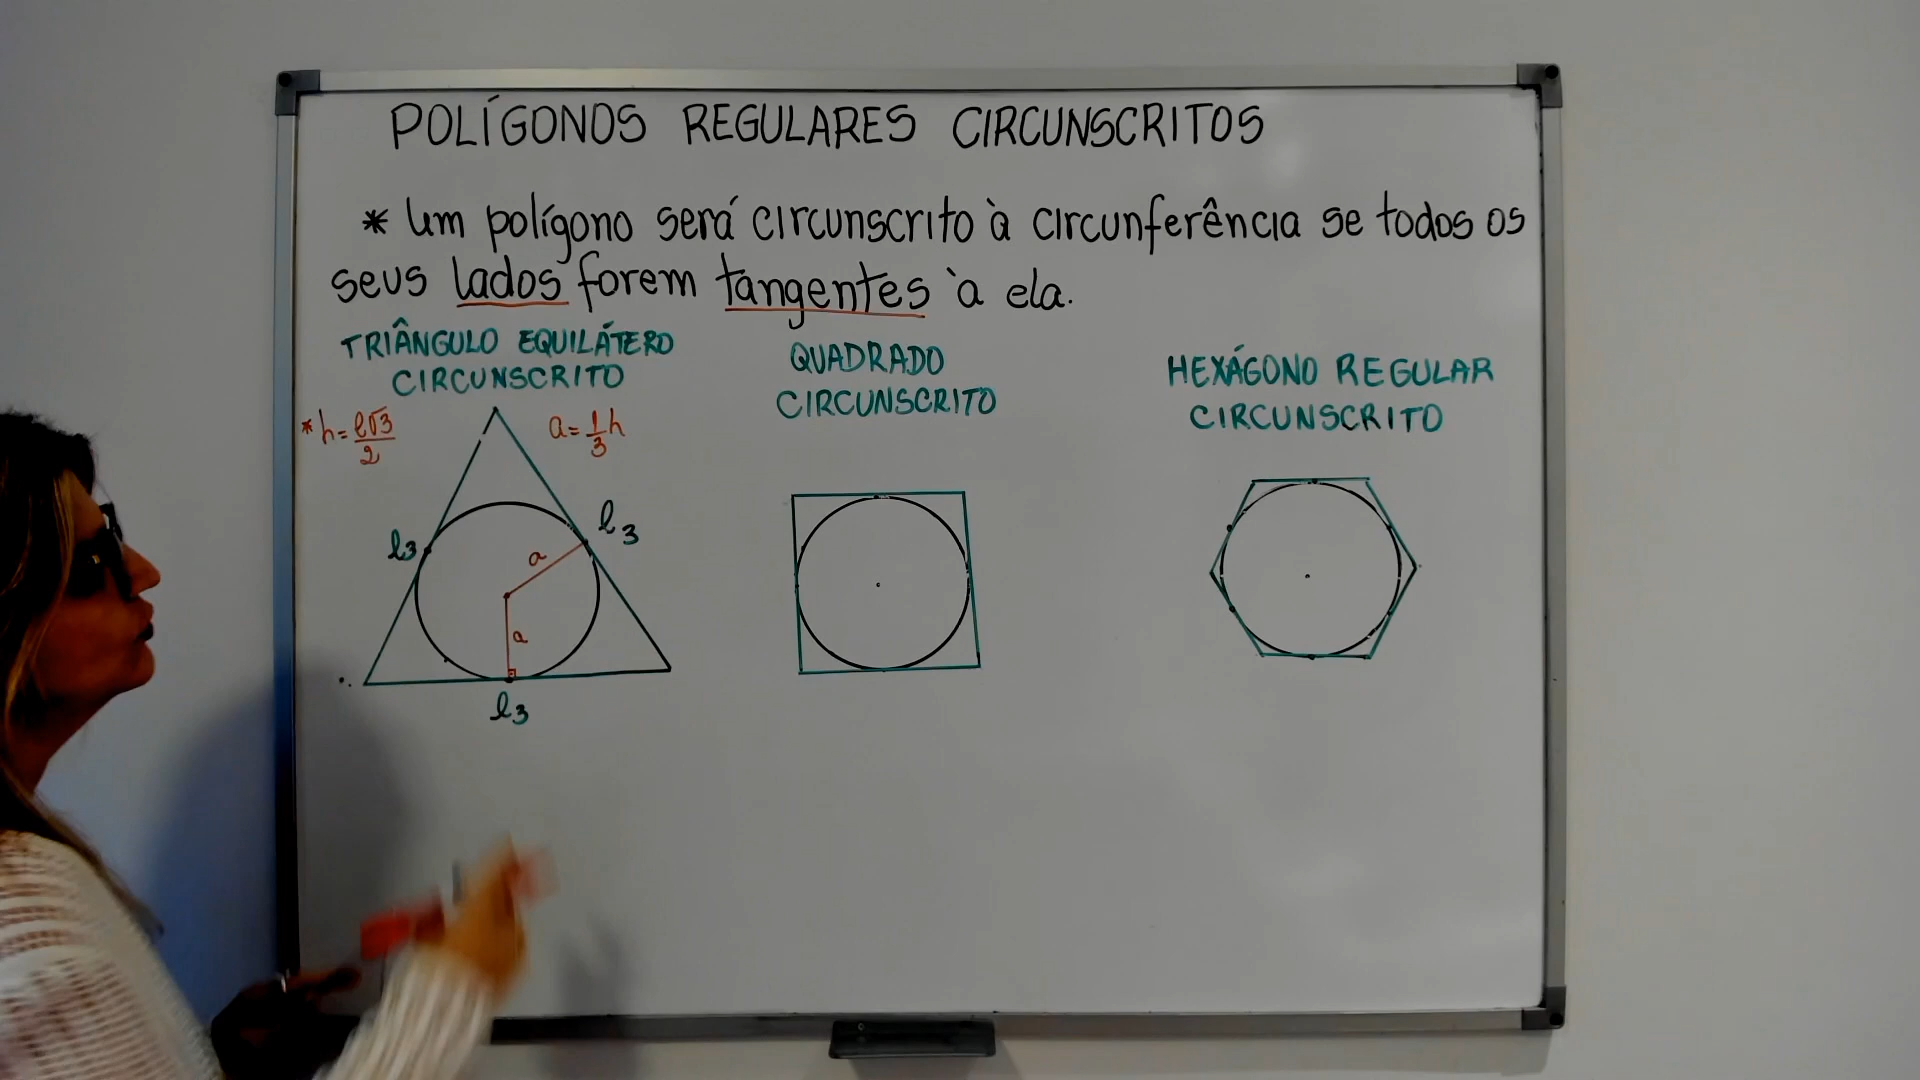 POLÍGONOS REGULARES CIRCUNSCRITOS
* Um polígono será circunscrito à circunferência se todos os
seus lados forem tangentes à ela.
TRIÂNGULO EQUILÁTERO
CIRCUNSCRITO
*h=l√3/2
a=1/3h
l3
l3
a
a
l3
QUADRADO
CIRCUNSCRITO
HEXÁGONO REGULAR
CIRCUNSCRITO